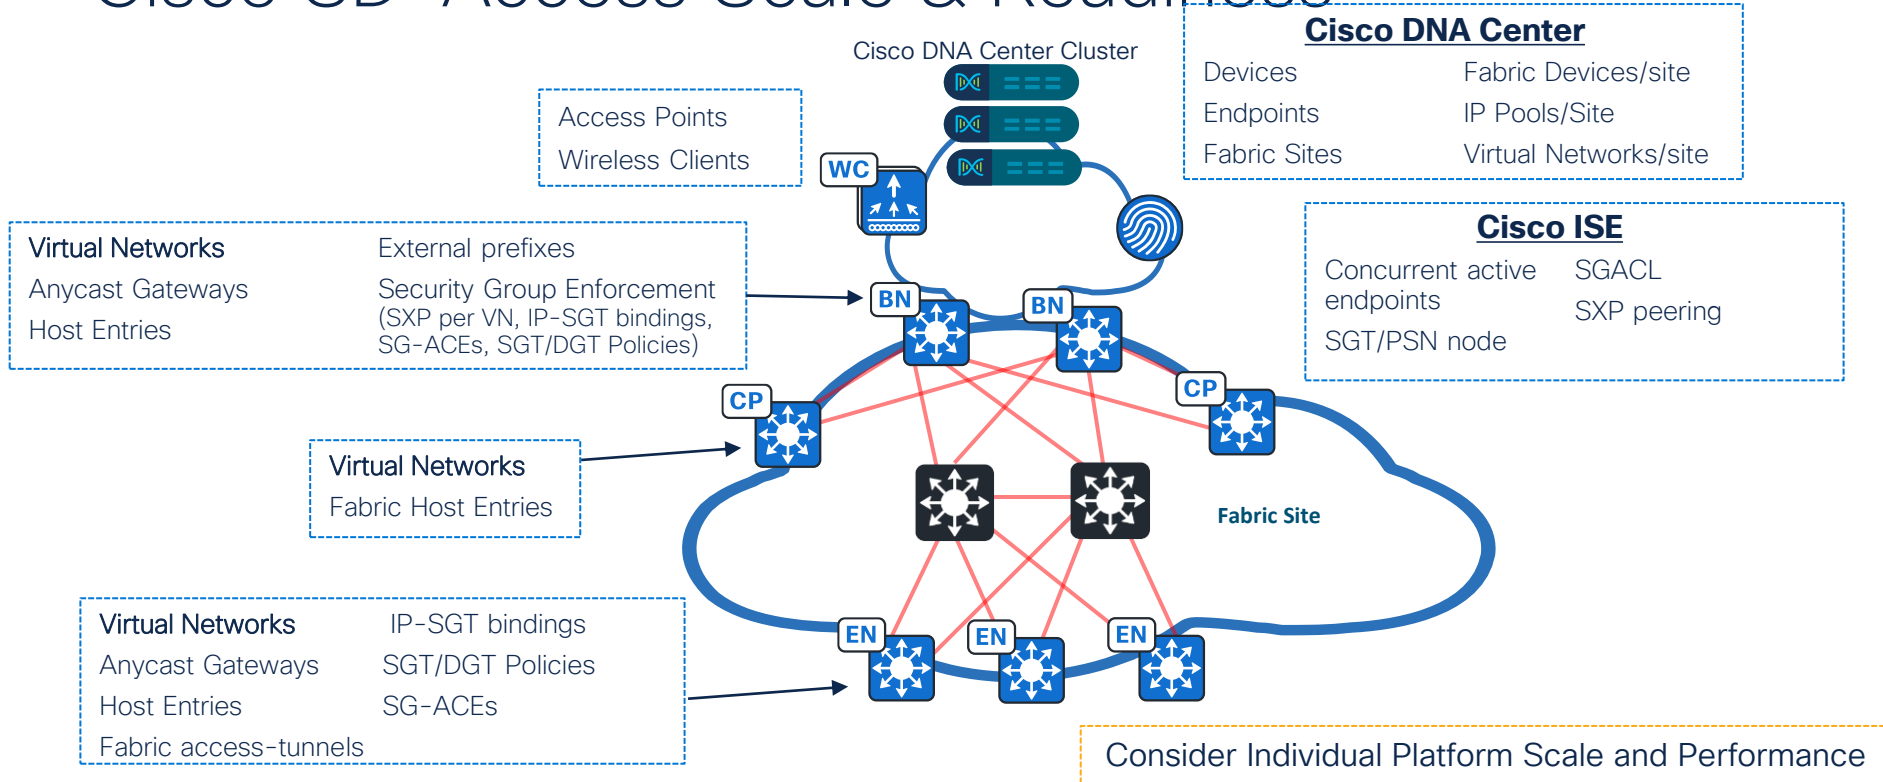 Cisco SD-Access Scale & Readiness
Cisco DNA Center Cluster
Cisco DNA Center
Devices
Fabric Devices/site
Endpoints
IP Pools/Site
Fabric Sites
Virtual Networks/site
Access Points
Wireless Clients
WC
Cisco ISE
Concurrent active
endpoints
SGT/PSN node
SGACL
SXP peering
Virtual Networks
Anycast Gateways
Host Entries
External prefixes
Security Group Enforcement
(SXP per VN, IP-SGT bindings,
SG-ACEs, SGT/DGT Policies)
BN
BN
CP
CP
Virtual Networks
Fabric Host Entries
Fabric Site
Virtual Networks
Anycast Gateways
Host Entries
Fabric access-tunnels
IP-SGT bindings
SGT/DGT Policies
SG-ACEs
EN
EN
EN
Consider Individual Platform Scale and Performance